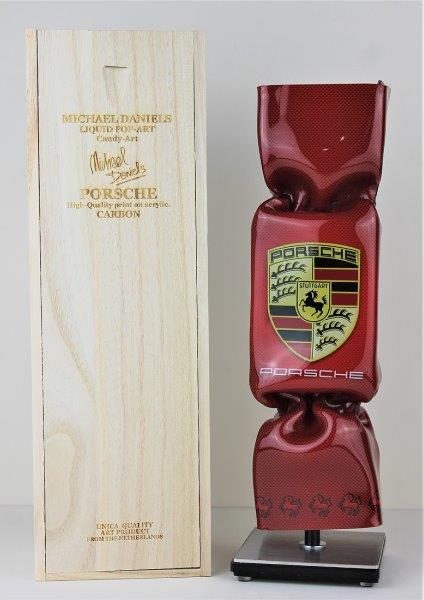 MICHAEL DANIELS
LIQUID POP-ART
Candy-Art
Michael
Daniels
PORSCHE
High-Quality print on acrylic.
CARBON
UNICA QUALITY
ART PRODUCT
FROM THE NETHERLANDS
PORSCHE
STUTTGART
PORSCHE